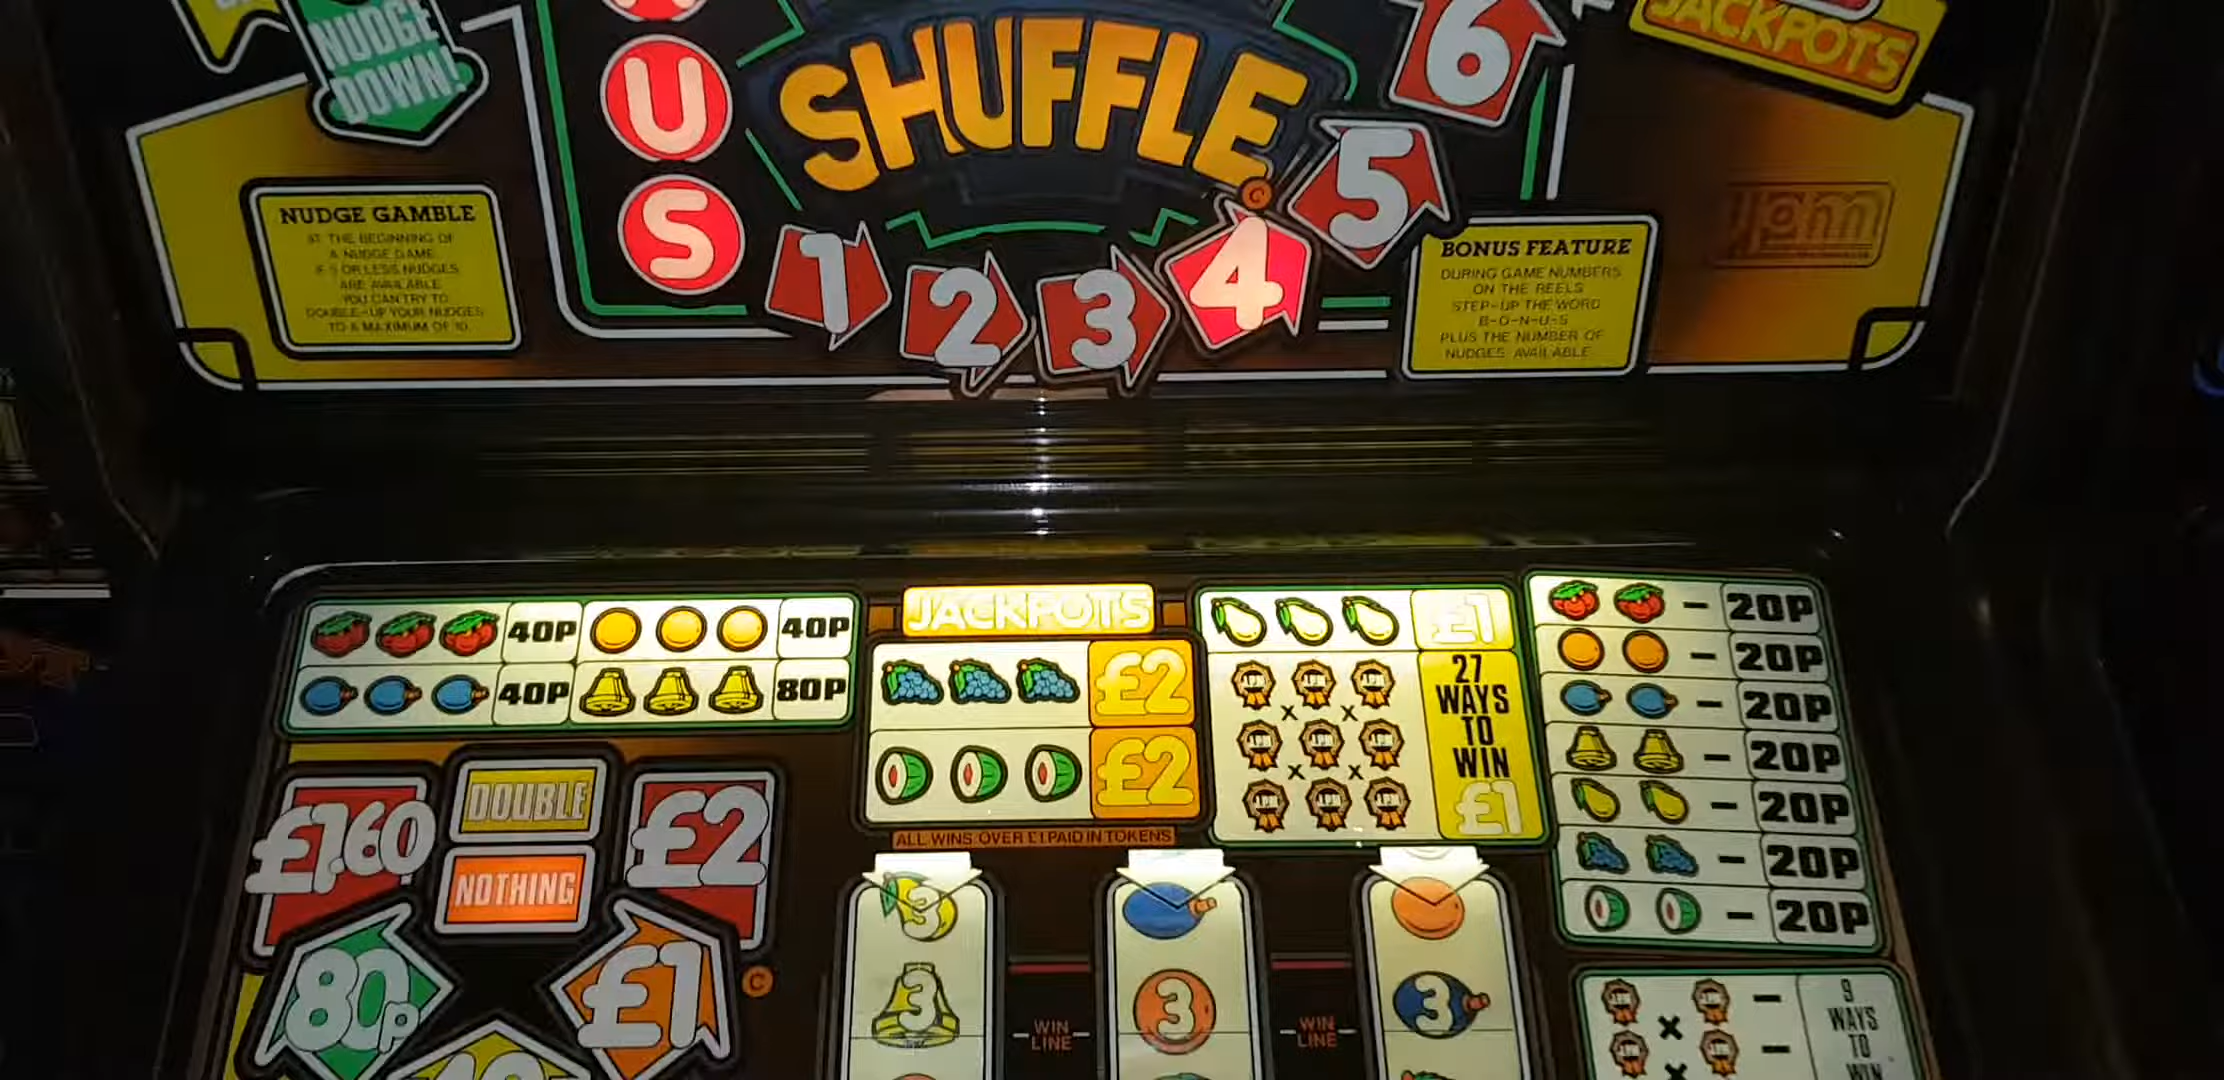 NUDGE
DOWN!
U
S
SHUFFLE
6
5
4
3
2
1
JACKPOTS
NUDGE GAMBLE
AT THE BEGINNING OF
A NUDGE GAME
IF 5 OR LESS NUDGES
ARE AVAILABLE
YOU CAN TRY TO
DOUBLE-UP YOUR NUDGES
TO A MAXIMUM OF 10
BONUS FEATURE
DURING GAME NUMBERS
ON THE REELS
STEP-UP THE WORD
B-O-N-U-S
PLUS THE NUMBER OF
NUDGES AVAILABLE
jpm
C
40P
40P
40P
80P
JACKPOTS
£2
£2
ALL WINS OVER £1 PAID IN TOKENS
£1
J.P.M J.P.M J.P.M
x x
J.P.M J.P.M J.P.M
x x
J.P.M J.P.M J.P.M
27
WAYS
TO
WIN
£1
- 20P
- 20P
- 20P
- 20P
- 20P
- 20P
- 20P
£1.60
DOUBLE
NOTHING
£2
80p
£1
C
3
3
3
3
WIN
LINE
WIN
LINE
J.P.M J.P.M -
x
J.P.M J.P.M -
x
9
WAYS
TO
WIN